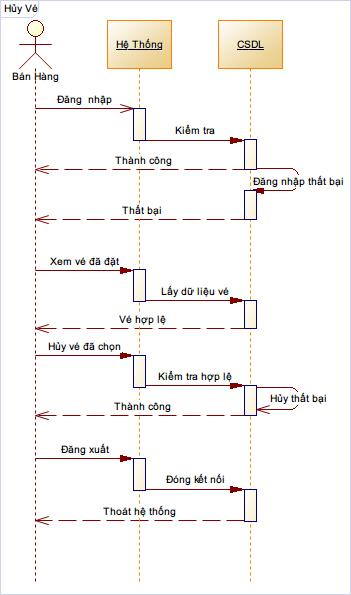 Hủy Vé
Hệ Thống
CSDL
Bán Hàng
Đăng nhập
Kiểm tra
Thành công
Đăng nhập thất bại
Thất bại
Xem vé đã đặt
Lấy dữ liệu vé
Vé hợp lệ
Hủy vé đã chọn
Kiểm tra hợp lệ
Hủy thất bại
Thành công
Đăng xuất
Đóng kết nối
Thoát hệ thống